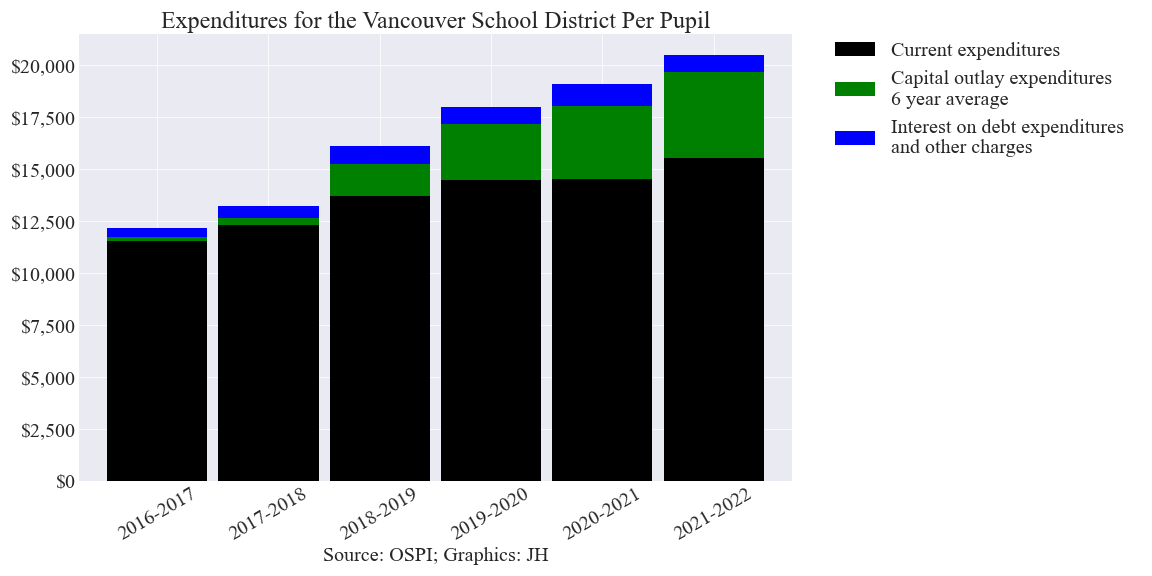 Expenditures for the Vancouver School District Per Pupil
$20,000
$17,500
$15,000
$12,500
$10,000
$7,500
$5,000
$2,500
$0
2016-2017
2017-2018
2018-2019
2019-2020
2020-2021
2021-2022
Source: OSPI; Graphics: JH
Current expenditures
Capital outlay expenditures
6 year average
Interest on debt expenditures
and other charges